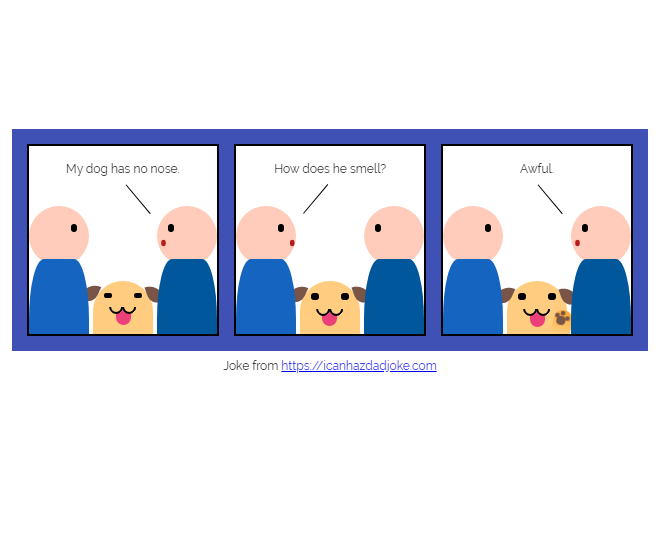 My dog has no nose.
How does he smell?
Awful.
Joke from https://icanhazdadjoke.com